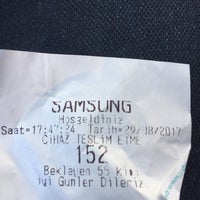 SAMSUNG
Hoşgeldiniz
Saat=17:42:24 Tarih=29/10/2017
CİHAZ TESLİM ETME
152
Bekleyen 55 Kişi
İyi Günler Dileriz.